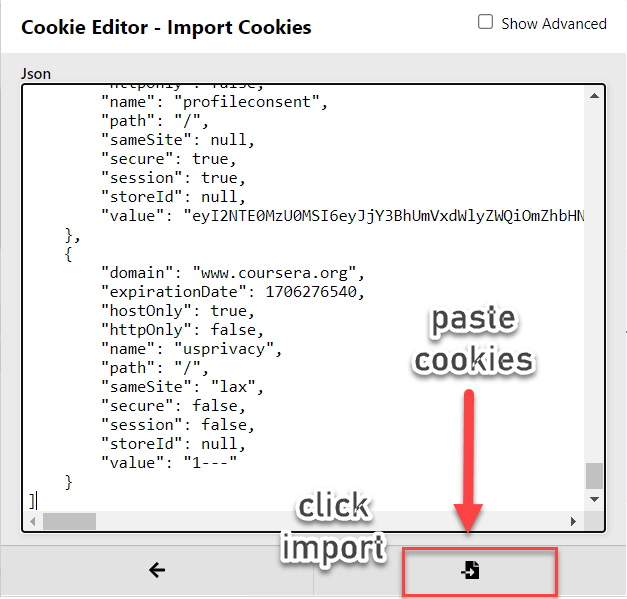 Cookie Editor - Import Cookies
Show Advanced
Json
"httpOnly": false,
"name": "profileconsent",
"path": "/",
"sameSite": null,
"secure": true,
"session": true,
"storeId": null,
"value": "eyI2NTE0MzU0MSI6eyJjY3BhUmVxdWlyZWQiOmZhbHN
},
{
"domain": "www.coursera.org",
"expirationDate": 1706276540,
"hostOnly": true,
"httpOnly": false,
"name": "usprivacy",
"path": "/",
"sameSite": "lax",
"secure": false,
"session": false,
"storeId": null,
"value": "1---"
}
]
paste
cookies
click
import